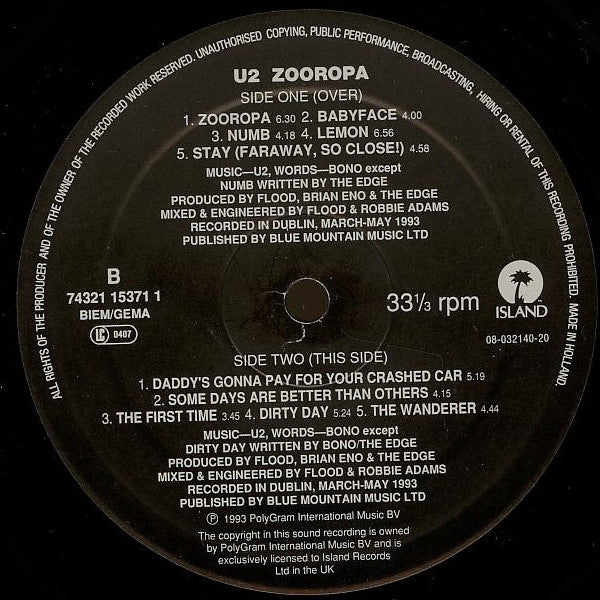 ALL RIGHTS OF THE PRODUCER AND OF THE OWNER OF THE RECORDED WORK RESERVED. UNAUTHORISED COPYING, PUBLIC PERFORMANCE, BROADCASTING, HIRING OR RENTAL OF THIS RECORDING PROHIBITED. MADE IN HOLLAND.
U2 ZOOROPA
SIDE ONE (OVER)
1. ZOOROPA 6.30 2. BABYFACE 4.00
3. NUMB 4.18 4. LEMON 6.56
5. STAY (FARAWAY, SO CLOSE!) 4.58
MUSIC—U2, WORDS—BONO except
NUMB WRITTEN BY THE EDGE
PRODUCED BY FLOOD, BRIAN ENO & THE EDGE
MIXED & ENGINEERED BY FLOOD & ROBBIE ADAMS
RECORDED IN DUBLIN, MARCH-MAY 1993
PUBLISHED BY BLUE MOUNTAIN MUSIC LTD
B
74321 15371 1
BIEM/GEMA
LC 0407
33⅓ rpm
ISLAND™
08-032140-20
SIDE TWO (THIS SIDE)
1. DADDY'S GONNA PAY FOR YOUR CRASHED CAR 5.19
2. SOME DAYS ARE BETTER THAN OTHERS 4.15
3. THE FIRST TIME 3.45 4. DIRTY DAY 5.24 5. THE WANDERER 4.44
MUSIC—U2, WORDS—BONO except
DIRTY DAY WRITTEN BY BONO/THE EDGE
PRODUCED BY FLOOD, BRIAN ENO & THE EDGE
MIXED & ENGINEERED BY FLOOD & ROBBIE ADAMS
RECORDED IN DUBLIN, MARCH-MAY 1993
PUBLISHED BY BLUE MOUNTAIN MUSIC LTD
℗ 1993 PolyGram International Music BV
The copyright in this sound recording is owned
by PolyGram International Music BV and is
exclusively licensed to Island Records
Ltd in the UK